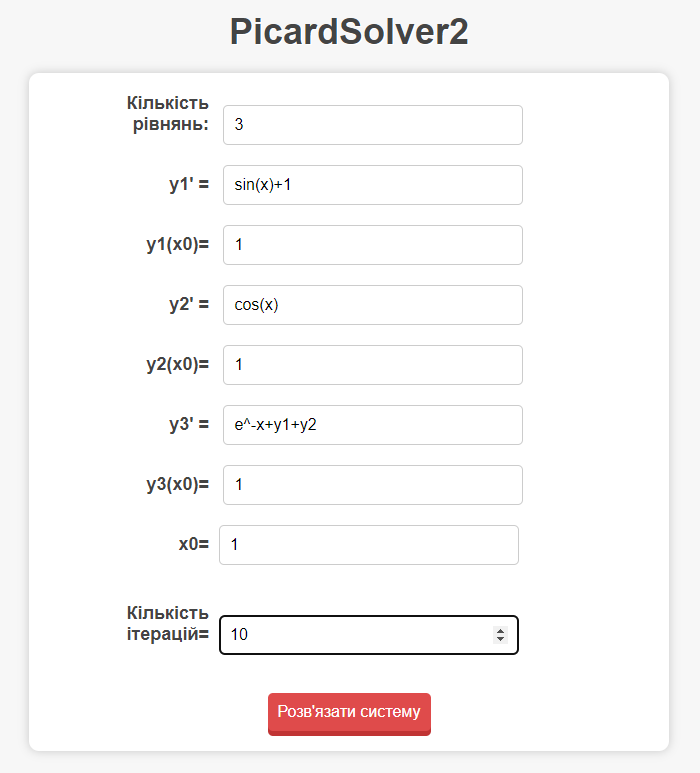 PicardSolver2
Кількість
рівнянь:
3
y1' =
sin(x)+1
y1(x0)=
1
y2' =
cos(x)
y2(x0)=
1
y3' =
e^-x+y1+y2
y3(x0)=
1
x0=
1
Кількість
ітерацій=
10
Розв'язати систему